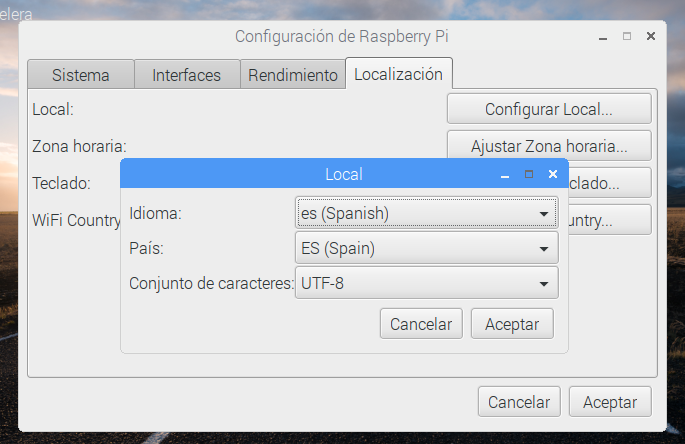 elera
Configuración de Raspberry Pi
Sistema Interfaces Rendimiento Localización
Local: Configurar Local...
Zona horaria: Ajustar Zona horaria...
Teclado: clado...
WiFi Country untry...
Local
Idioma: es (Spanish)
País: ES (Spain)
Conjunto de caracteres: UTF-8
Cancelar Aceptar
Cancelar Aceptar